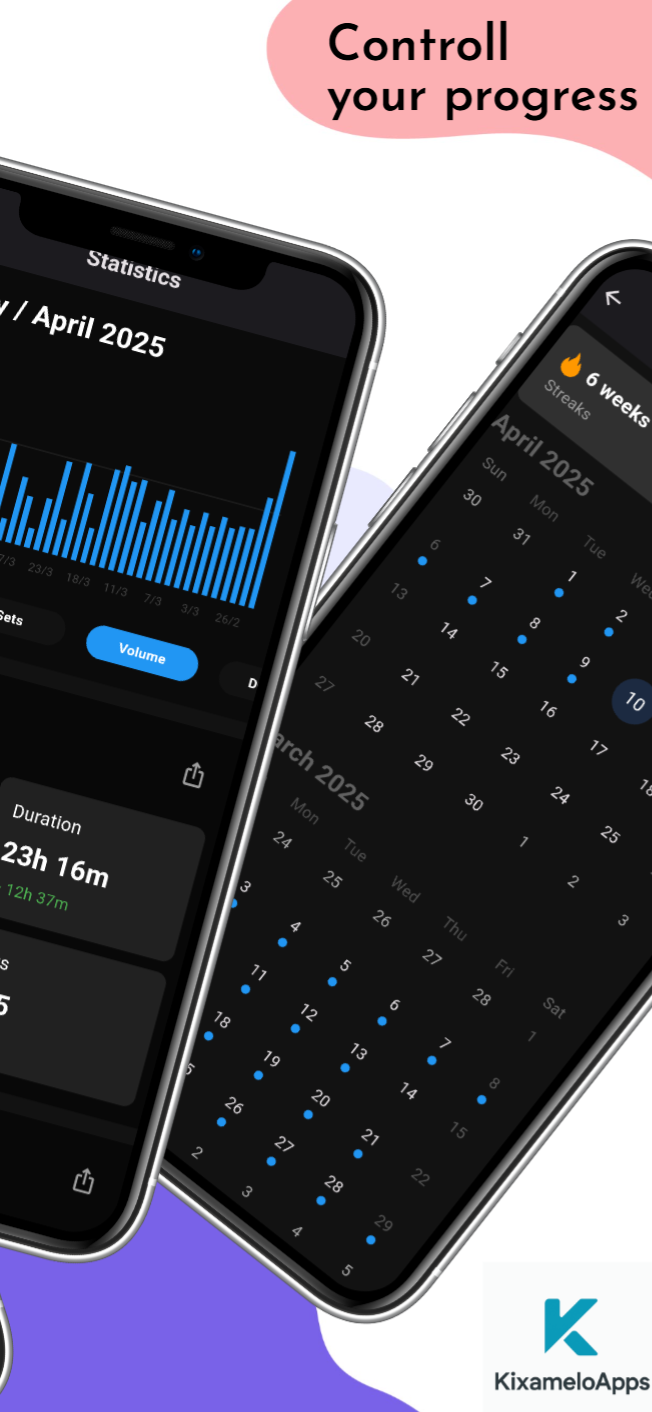 Controll
your progress
Statistics
/ April 2025
7/3 23/3 18/3 11/3 7/3 3/3 26/2
Sets
Volume
D
Duration
23h 16m
12h 37m
s
5
6 weeks
Streaks
April 2025
Sun Mon Tue Wed
30 31 1 2
6 7 8 9 10
13 14 15 16 17 18
20 21 22 23 24 25
27 28 29 30 1 2 3
arch 2025
Mon Tue Wed Thu Fri Sat
24 25 26 27 28 1
3 4 5 6 7 8
11 12 13 14 15
18 19 20 21 22
26 27 28 29
2 3 4 5
KixameloApps